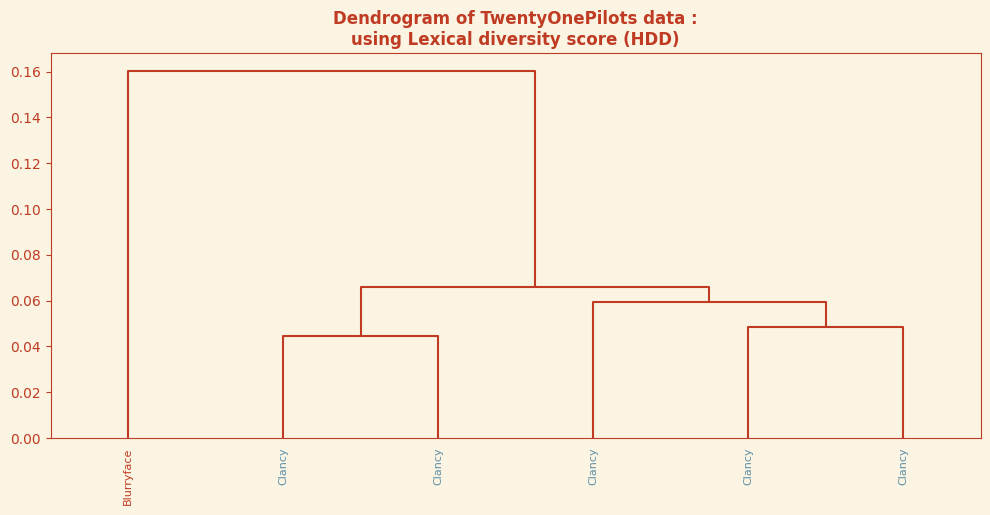 Dendrogram of TwentyOnePilots data :
using Lexical diversity score (HDD)
0.16
0.14
0.12
0.10
0.08
0.06
0.04
0.02
0.00
Blurryface
Clancy
Clancy
Clancy
Clancy
Clancy